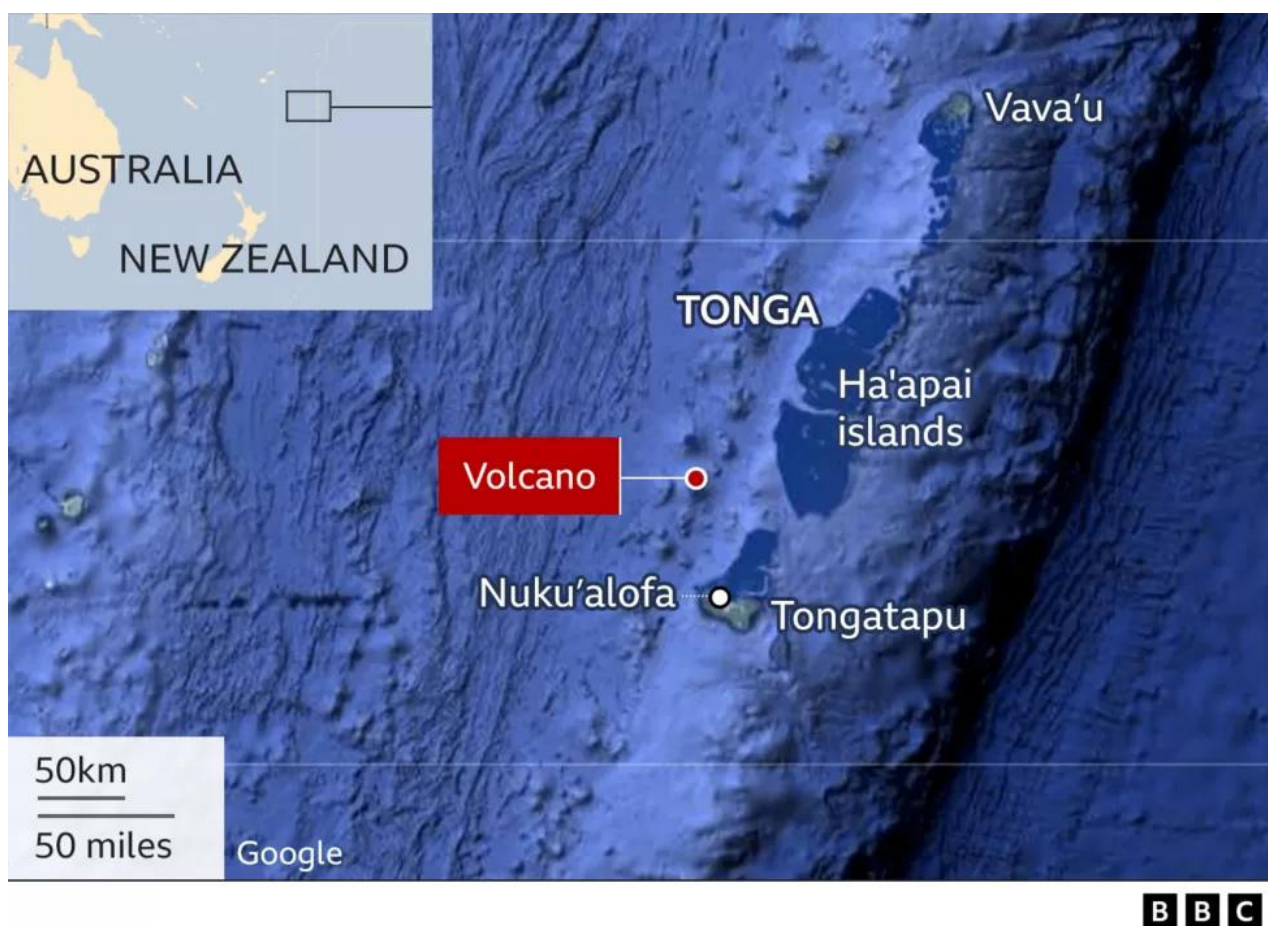 AUSTRALIA
NEW ZEALAND
Vava’u
TONGA
Ha'apai
islands
Volcano
Nuku’alofa
Tongatapu
50km
50 miles
Google
BBC